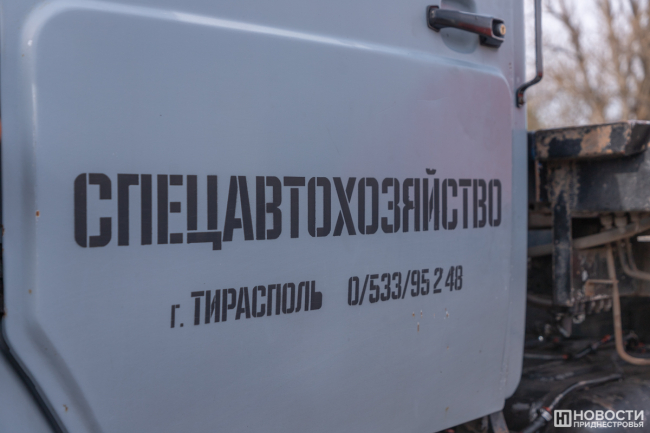 СПЕЦАВТОХОЗЯЙСТВО
г. ТИРАСПОЛЬ 0/533/95 2 48
НОВОСТИ
ПРИДНЕСТРОВЬЯ